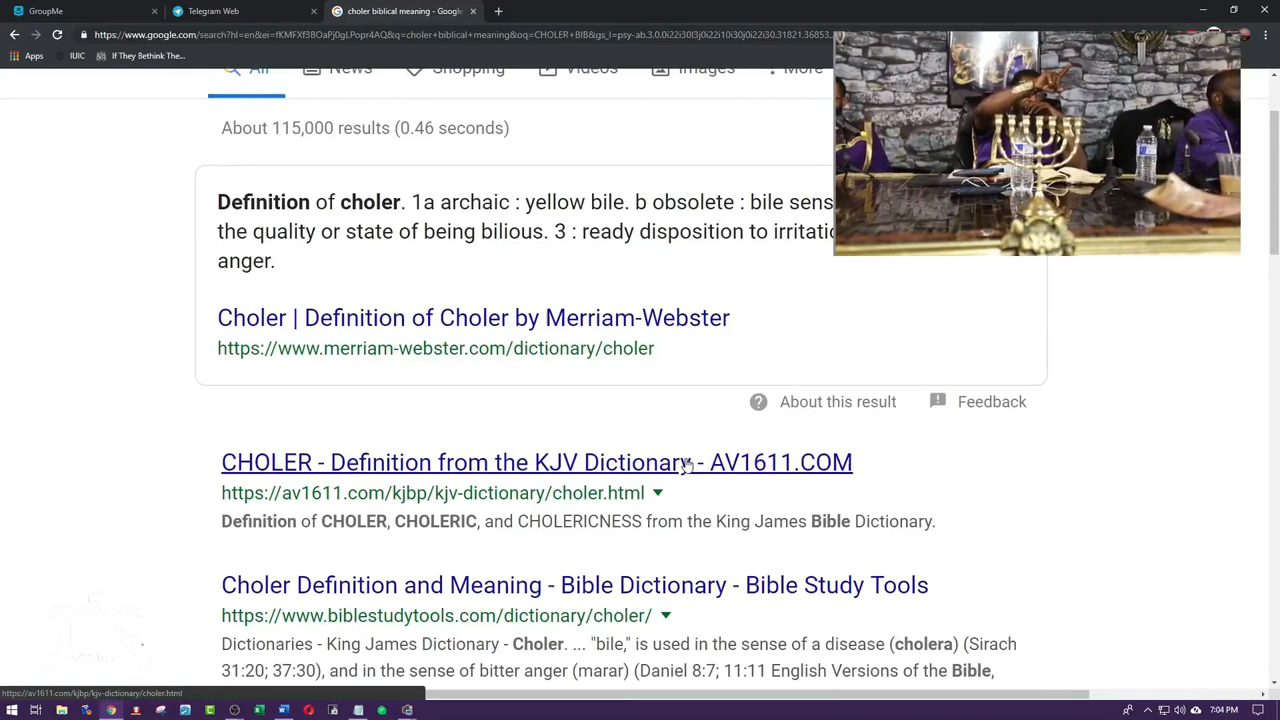 GroupMe
Telegram Web
choler biblical meaning - Google
Apps
IUIC
If They Bethink The...
All
News
Shopping
Videos
Images
More
About 115,000 results (0.46 seconds)
Definition of choler. 1a archaic : yellow bile. b obsolete : bile
the quality or state of being bilious. 3 : ready disposition to
anger.
Choler | Definition of Choler by Merriam-Webster
https://www.merriam-webster.com/dictionary/choler
About this result
Feedback
CHOLER - Definition from the KJV Dictionary - AV1611.COM
https://av1611.com/kjbp/kjv-dictionary/choler.html
Definition of CHOLER, CHOLERIC, and CHOLERICNESS from the King James Bible Dictionary.
Choler Definition and Meaning - Bible Dictionary - Bible Study Tools
https://www.biblestudytools.com/dictionary/choler/
Dictionaries - King James Dictionary - Choler. ... "bile," is used in the sense of a disease (cholera) (Sirach
31:20; 37:30), and in the sense of bitter anger (marar) (Daniel 8:7; 11:11 English Versions of the Bible,
https://av1611.com/kjbp/kjv-dictionary/choler.html
7:04 PM